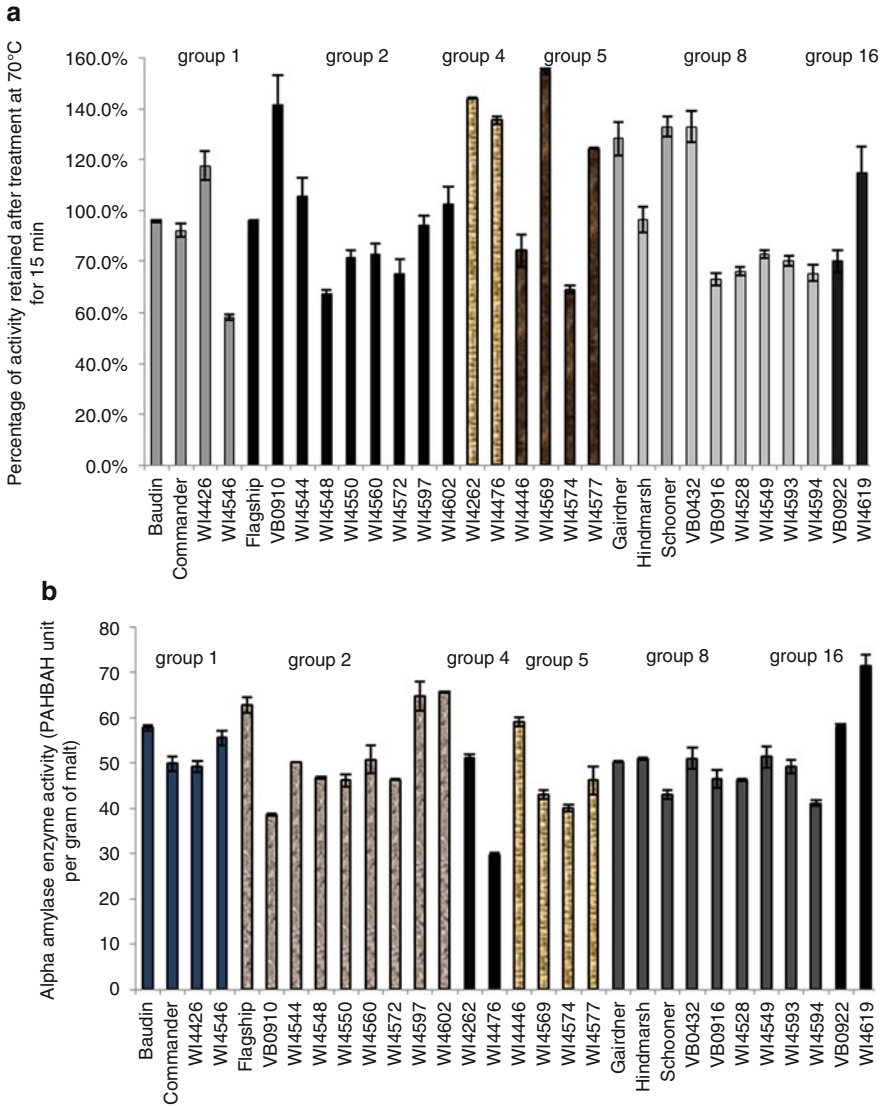 a
Percentage of activity retained after treatment at 70°C
for 15 min
160.0%
140.0%
120.0%
100.0%
70.0%
60.0%
40.0%
20.0%
0.0%
group 1
group 2
group 4
group 5
group 8
group 16
Baudin
Commander
WI4426
WI4546
Flagship
VB0910
WI4544
WI4548
WI4550
WI4560
WI4572
WI4597
WI4602
WI4262
WI4476
WI4446
WI4569
WI4574
WI4577
Gairdner
Hindmarsh
Schooner
VB0432
VB0916
WI4528
WI4549
WI4593
WI4594
VB0922
WI4619
b
Alpha amylase enzyme activity (PAHBAH unit
per gram of malt)
80
70
60
50
40
30
20
10
0
group 1
group 2
group 4
group 5
group 8
group 16
Baudin
Commander
WI4426
WI4546
Flagship
VB0910
WI4544
WI4548
WI4550
WI4560
WI4572
WI4597
WI4602
WI4262
WI4476
WI4446
WI4569
WI4574
WI4577
Gairdner
Hindmarsh
Schooner
VB0432
VB0916
WI4528
WI4549
WI4593
WI4594
VB0922
WI4619